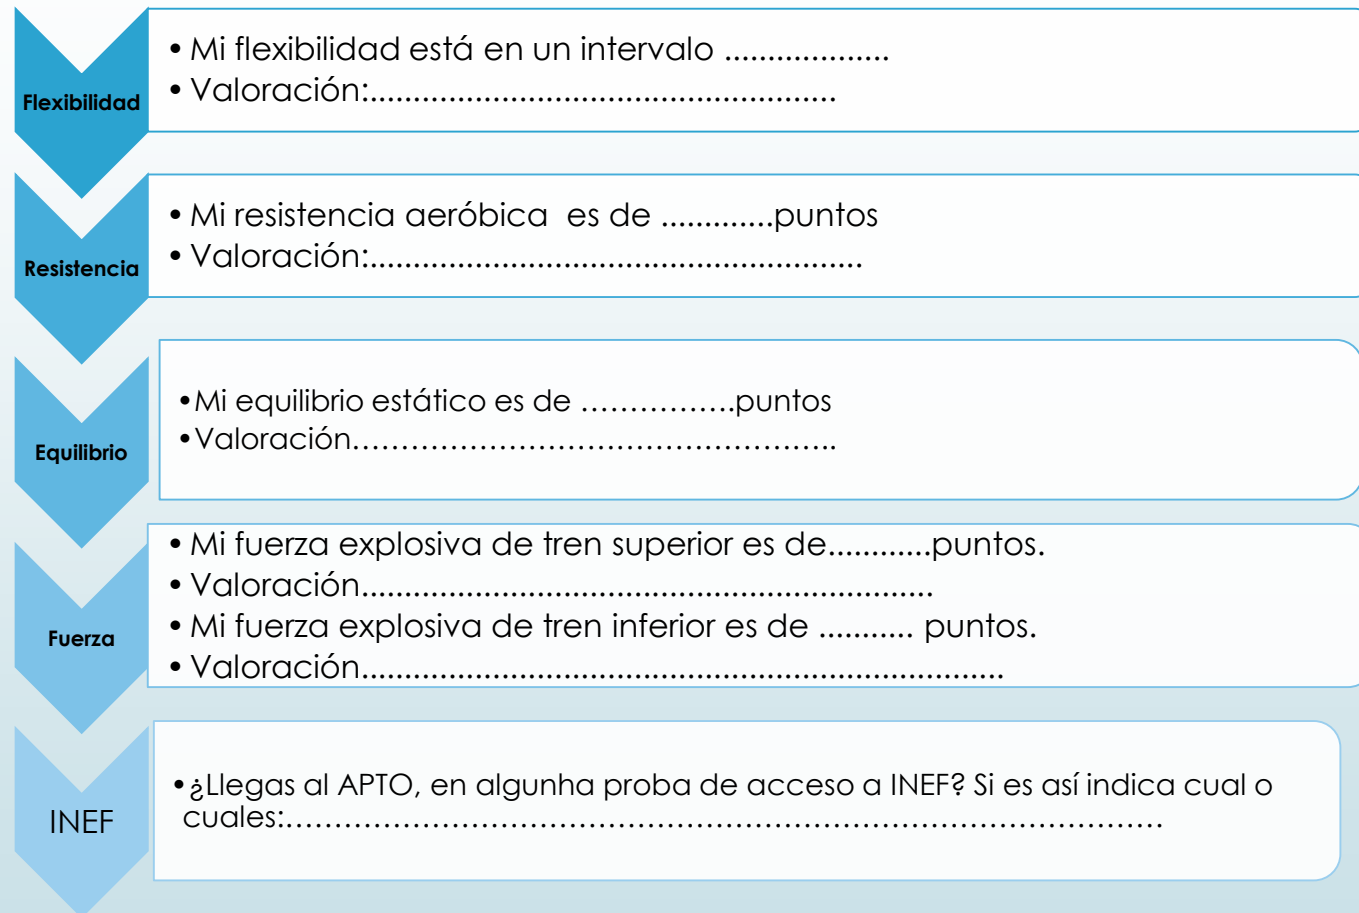 Flexibilidad
• Mi flexibilidad está en un intervalo ...................
• Valoración:......................................................
Resistencia
• Mi resistencia aeróbica  es de .............puntos
• Valoración:.........................................................
Equilibrio
•Mi equilibrio estático es de …………….puntos
•Valoración…………………………………………..
Fuerza
• Mi fuerza explosiva de tren superior es de............puntos.
• Valoración..................................................................
• Mi fuerza explosiva de tren inferior es de ........... puntos.
• Valoración..........................................................................
INEF
•¿Llegas al APTO, en algunha proba de acceso a INEF? Si es así indica cual o
cuales:………………………………………………………………………………